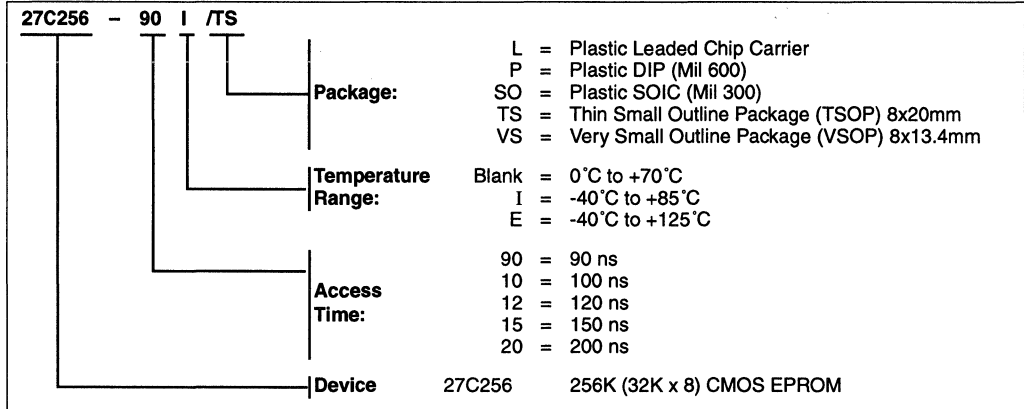 27C256 – 90 I /TS
Package:
L = Plastic Leaded Chip Carrier
P = Plastic DIP (Mil 600)
SO = Plastic SOIC (Mil 300)
TS = Thin Small Outline Package (TSOP) 8x20mm
VS = Very Small Outline Package (VSOP) 8x13.4mm
Temperature
Range:
Blank = 0°C to +70°C
I = -40°C to +85°C
E = -40°C to +125°C
Access
Time:
90 = 90 ns
10 = 100 ns
12 = 120 ns
15 = 150 ns
20 = 200 ns
Device 27C256 256K (32K x 8) CMOS EPROM